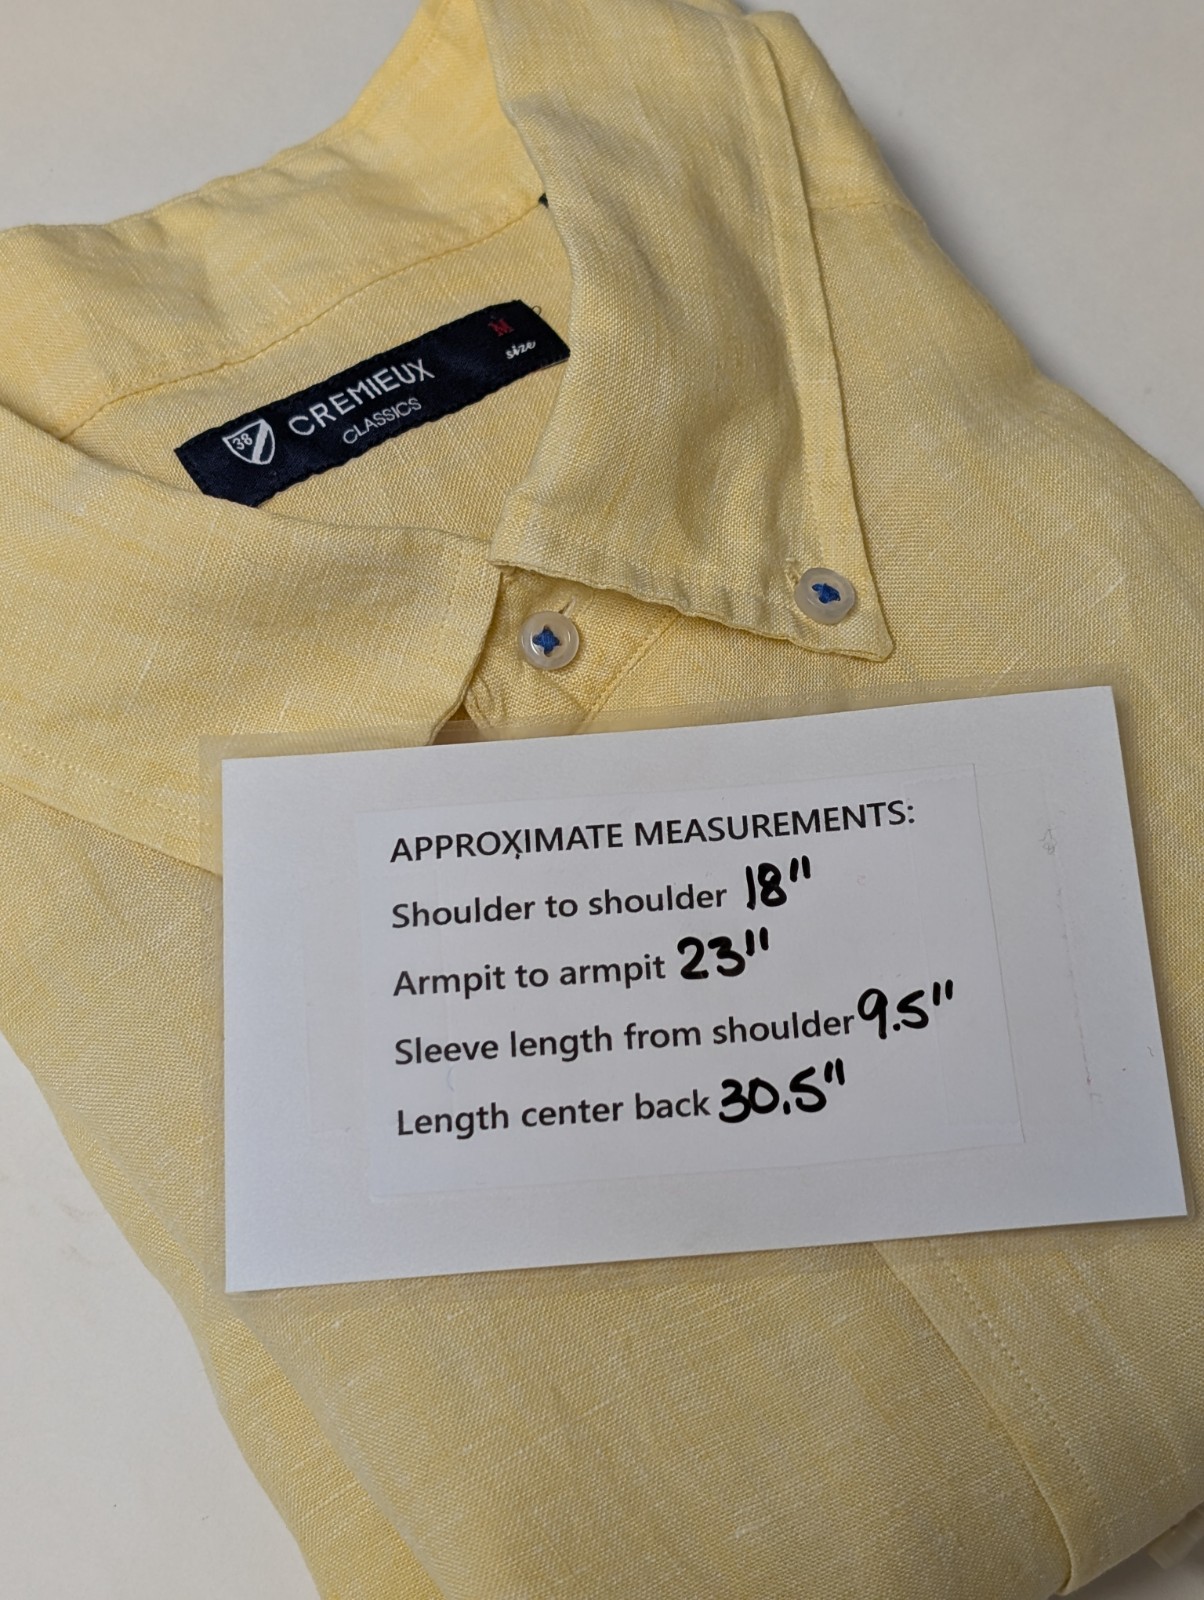 M
size
38
CREMIEUX
CLASSICS
APPROXIMATE MEASUREMENTS:
Shoulder to shoulder 18"
Armpit to armpit 23"
Sleeve length from shoulder 9.5"
Length center back 30.5"